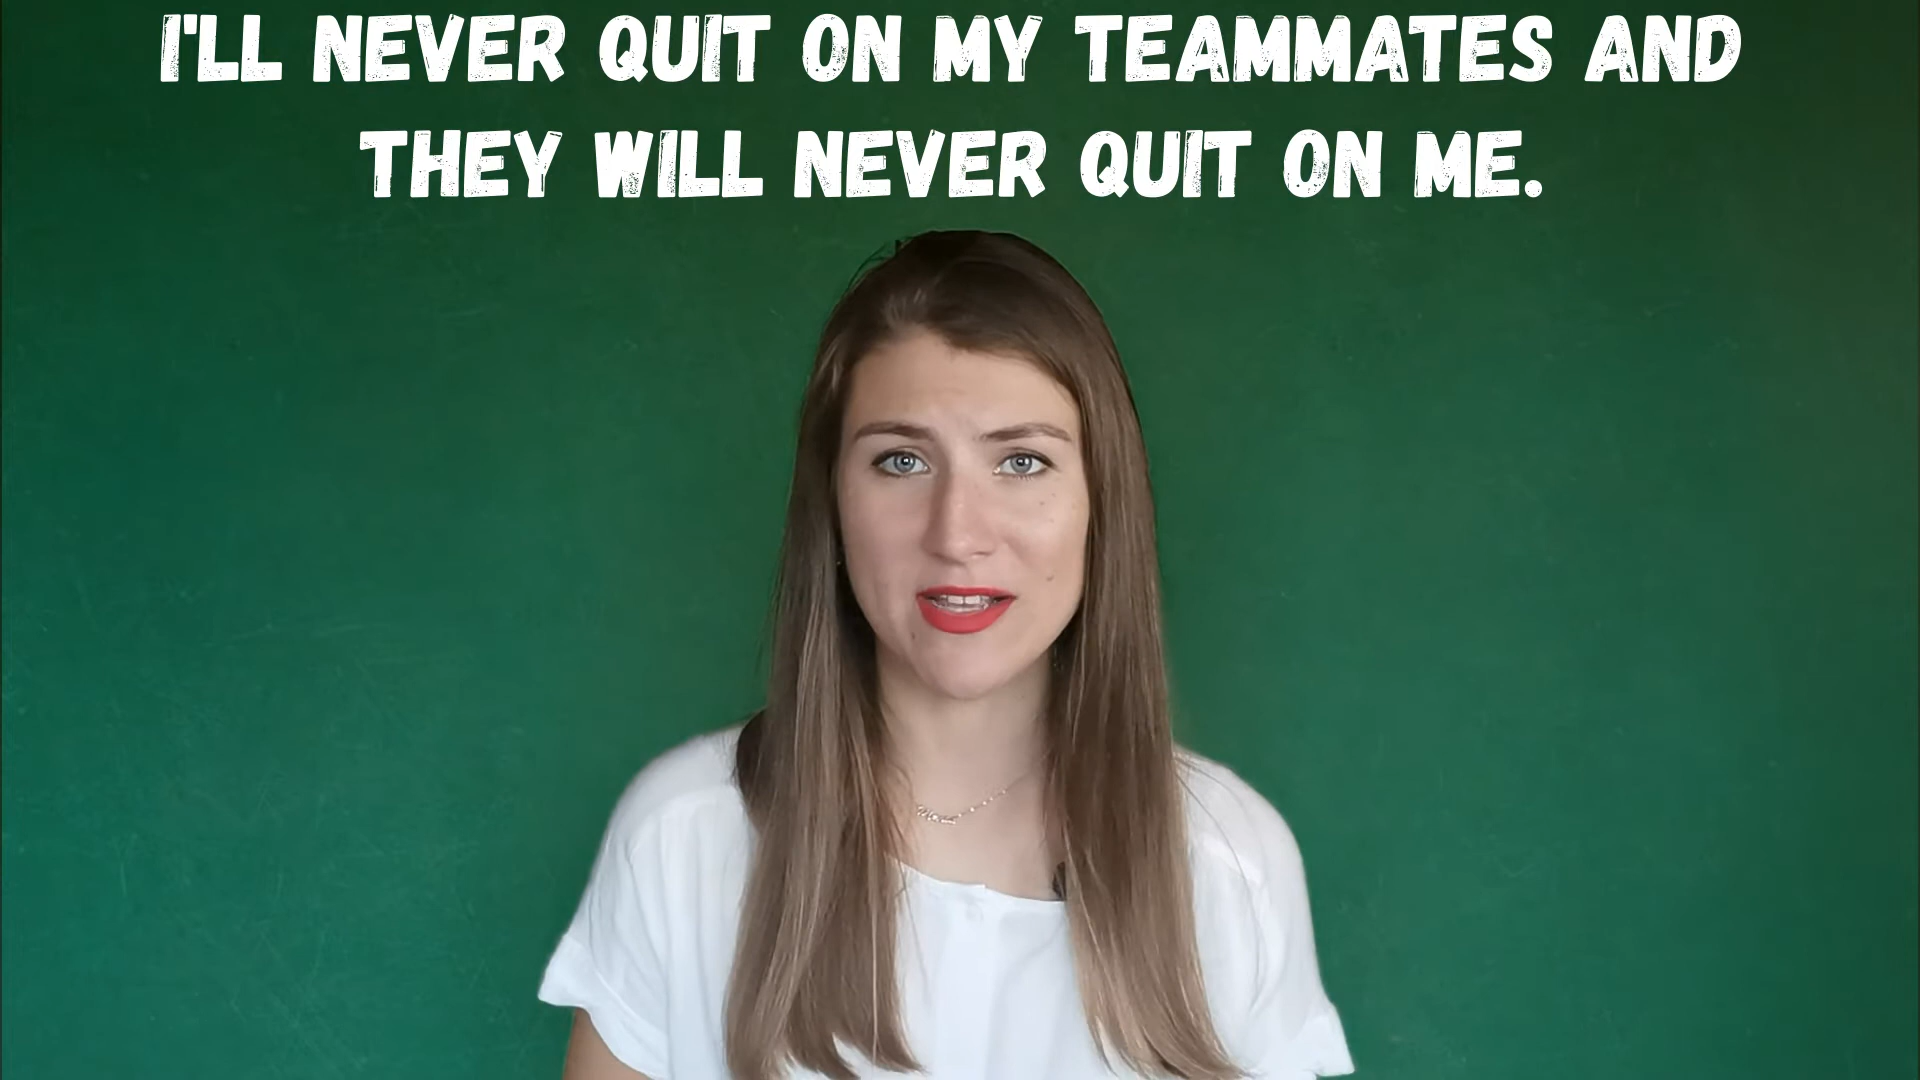 I'LL NEVER QUIT ON MY TEAMMATES AND
THEY WILL NEVER QUIT ON ME.